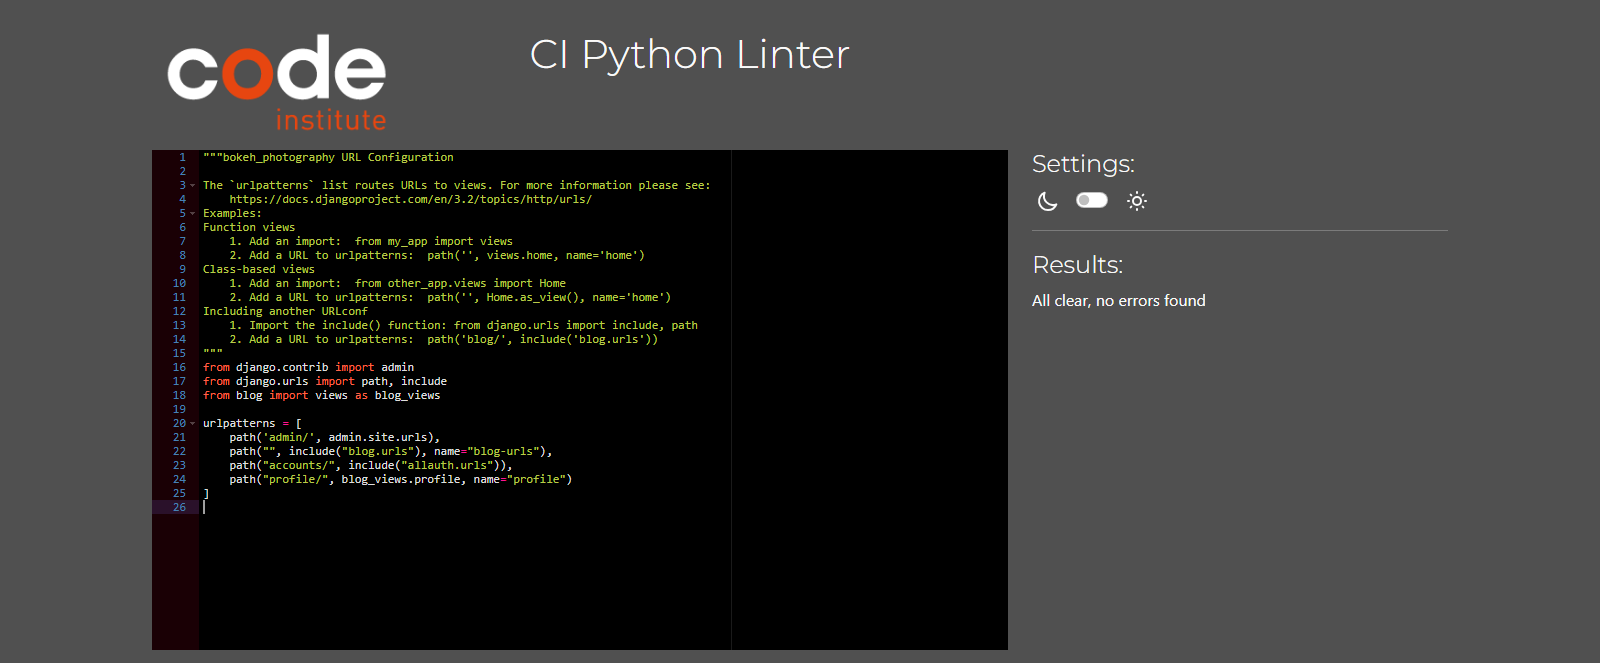 code
institute
CI Python Linter
1 """bokeh_photography URL Configuration
2
3 The `urlpatterns` list routes URLs to views. For more information please see:
4     https://docs.djangoproject.com/en/3.2/topics/http/urls/
5 Examples:
6 Function views
7     1. Add an import:  from my_app import views
8     2. Add a URL to urlpatterns:  path('', views.home, name='home')
9 Class-based views
10     1. Add an import:  from other_app.views import Home
11     2. Add a URL to urlpatterns:  path('', Home.as_view(), name='home')
12 Including another URLconf
13     1. Import the include() function: from django.urls import include, path
14     2. Add a URL to urlpatterns:  path('blog/', include('blog.urls'))
15 """
16 from django.contrib import admin
17 from django.urls import path, include
18 from blog import views as blog_views
19
20 urlpatterns = [
21     path('admin/', admin.site.urls),
22     path("", include("blog.urls"), name="blog-urls"),
23     path("accounts/", include("allauth.urls")),
24     path("profile/", blog_views.profile, name="profile")
25 ]
26
Settings:
Results:
All clear, no errors found